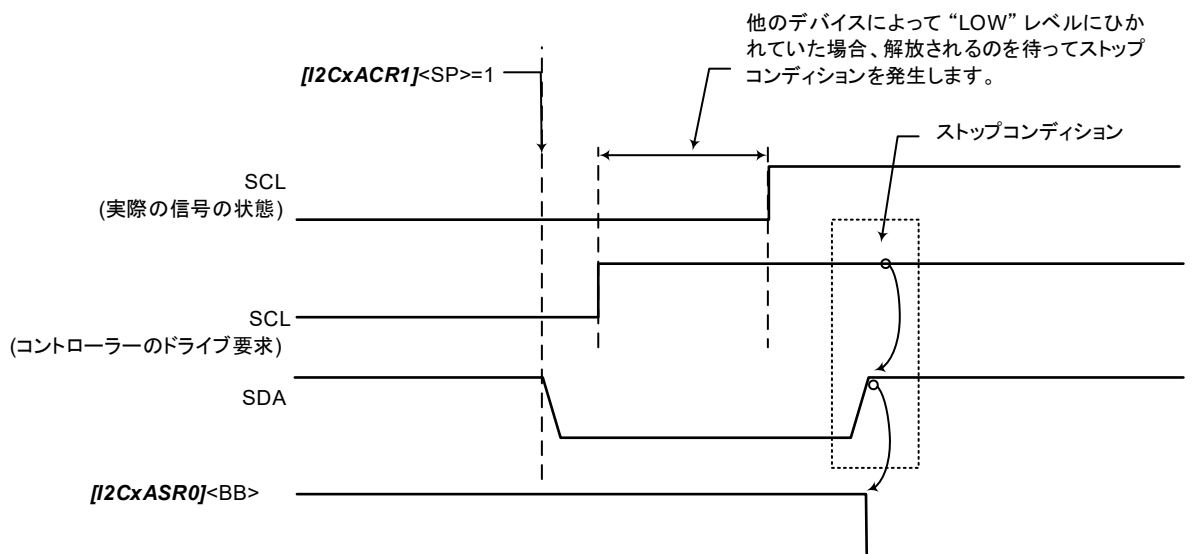 他のデバイスによって “LOW” レベルにひか
れていた場合、解放されるのを待ってストップ
コンディションを発生します。
[I2CxACR1]<SP>=1
ストップコンディション
SCL
(実際の信号の状態)
SCL
(コントローラーのドライブ要求)
SDA
[I2CxASR0]<BB>